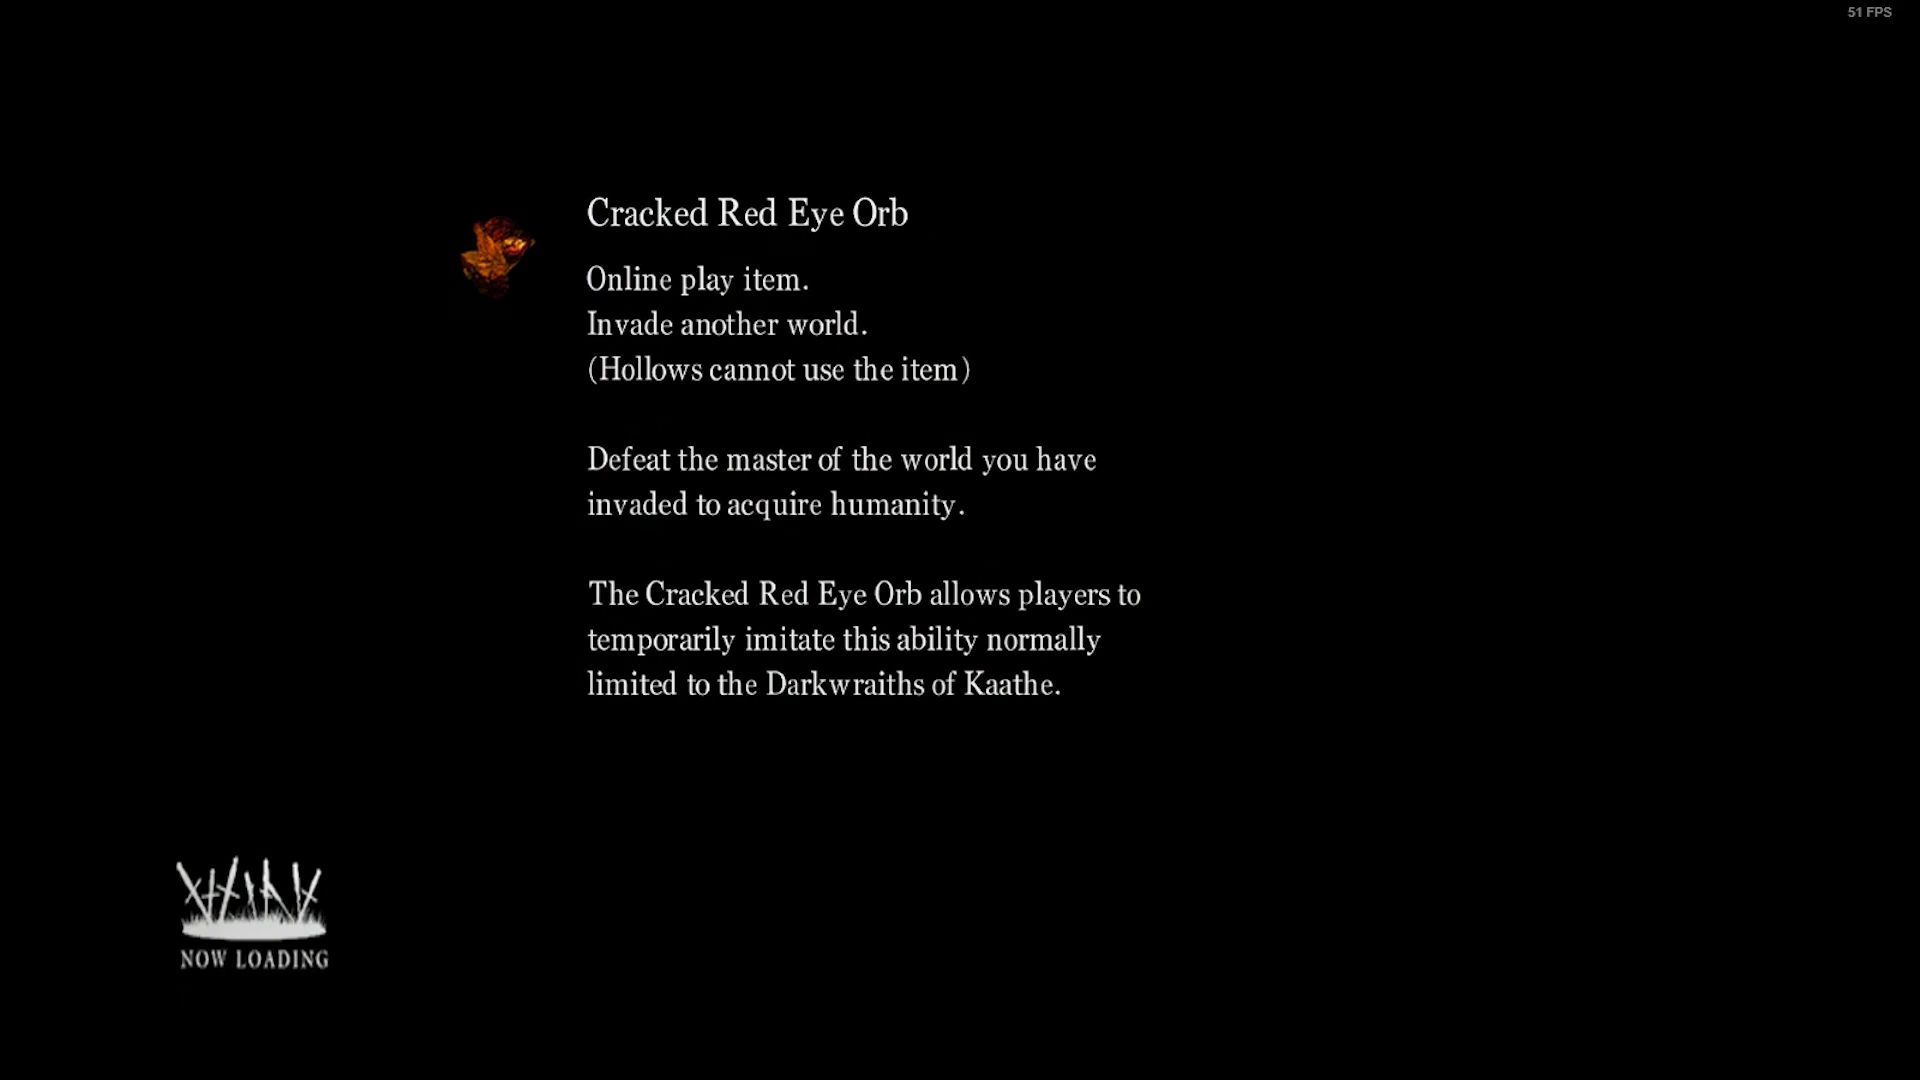 51 FPS
Cracked Red Eye Orb
Online play item.
Invade another world.
(Hollows cannot use the item)
Defeat the master of the world you have
invaded to acquire humanity.
The Cracked Red Eye Orb allows players to
temporarily imitate this ability normally
limited to the Darkwraiths of Kaathe.
NOW LOADING